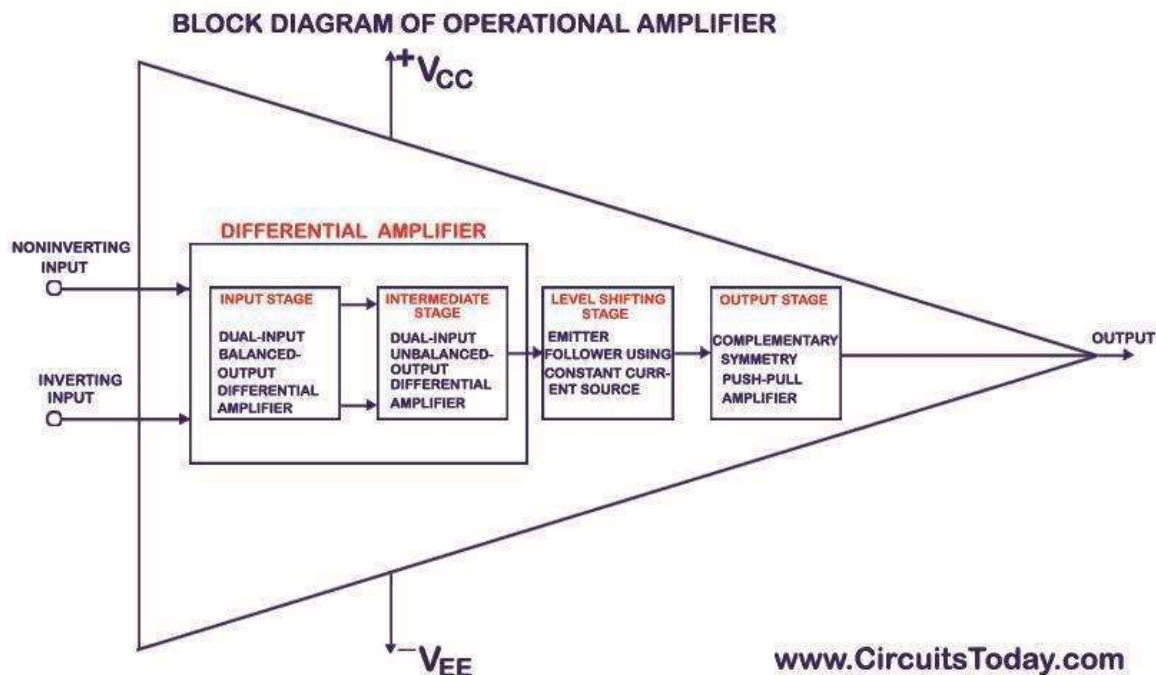 BLOCK DIAGRAM OF OPERATIONAL AMPLIFIER
+VCC
DIFFERENTIAL AMPLIFIER
NONINVERTING
INPUT
INVERTING
INPUT
INPUT STAGE
DUAL-INPUT
BALANCED-
OUTPUT
DIFFERENTIAL
AMPLIFIER
INTERMEDIATE
STAGE
DUAL-INPUT
UNBALANCED-
OUTPUT
DIFFERENTIAL
AMPLIFIER
LEVEL SHIFTING
STAGE
EMITTER
FOLLOWER USING
CONSTANT CURR-
ENT SOURCE
OUTPUT STAGE
COMPLEMENTARY
SYMMETRY
PUSH-PULL
AMPLIFIER
OUTPUT
-VEE
www.CircuitsToday.com